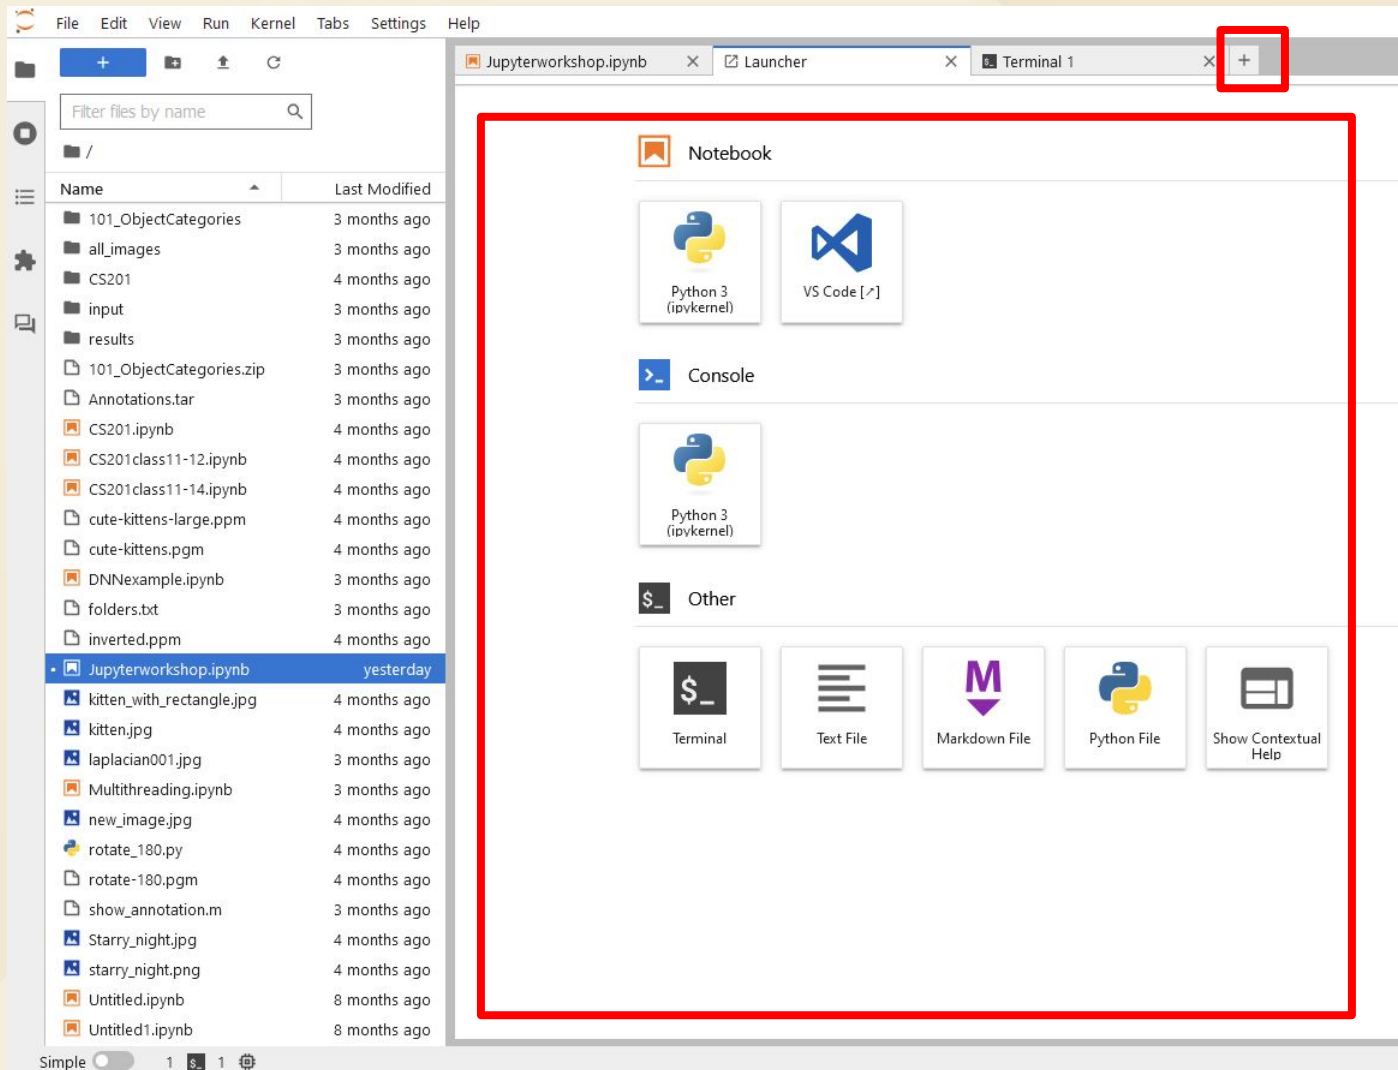 File Edit View Run Kernel Tabs Settings Help
Jupyterworkshop.ipynb Launcher Terminal 1
Filter files by name
/
Name Last Modified
101_ObjectCategories 3 months ago
all_images 3 months ago
CS201 4 months ago
input 3 months ago
results 3 months ago
101_ObjectCategories.zip 3 months ago
Annotations.tar 3 months ago
CS201.ipynb 4 months ago
CS201class11-12.ipynb 4 months ago
CS201class11-14.ipynb 4 months ago
cute-kittens-large.ppm 4 months ago
cute-kittens.pgm 4 months ago
DNNexample.ipynb 3 months ago
folders.txt 3 months ago
inverted.ppm 4 months ago
Jupyterworkshop.ipynb yesterday
kitten_with_rectangle.jpg 4 months ago
kitten.jpg 4 months ago
laplacian001.jpg 3 months ago
Multithreading.ipynb 3 months ago
new_image.jpg 4 months ago
rotate_180.py 4 months ago
rotate-180.pgm 4 months ago
show_annotation.m 3 months ago
Starry_night.jpg 4 months ago
starry_night.png 4 months ago
Untitled.ipynb 8 months ago
Untitled1.ipynb 8 months ago
Notebook
Python 3
(ipykernel)
VS Code [↗]
Console
Python 3
(ipykernel)
$_ Other
$_
Terminal
Text File
M
Markdown File
Python File
Show Contextual
Help
Simple 1 $_ 1